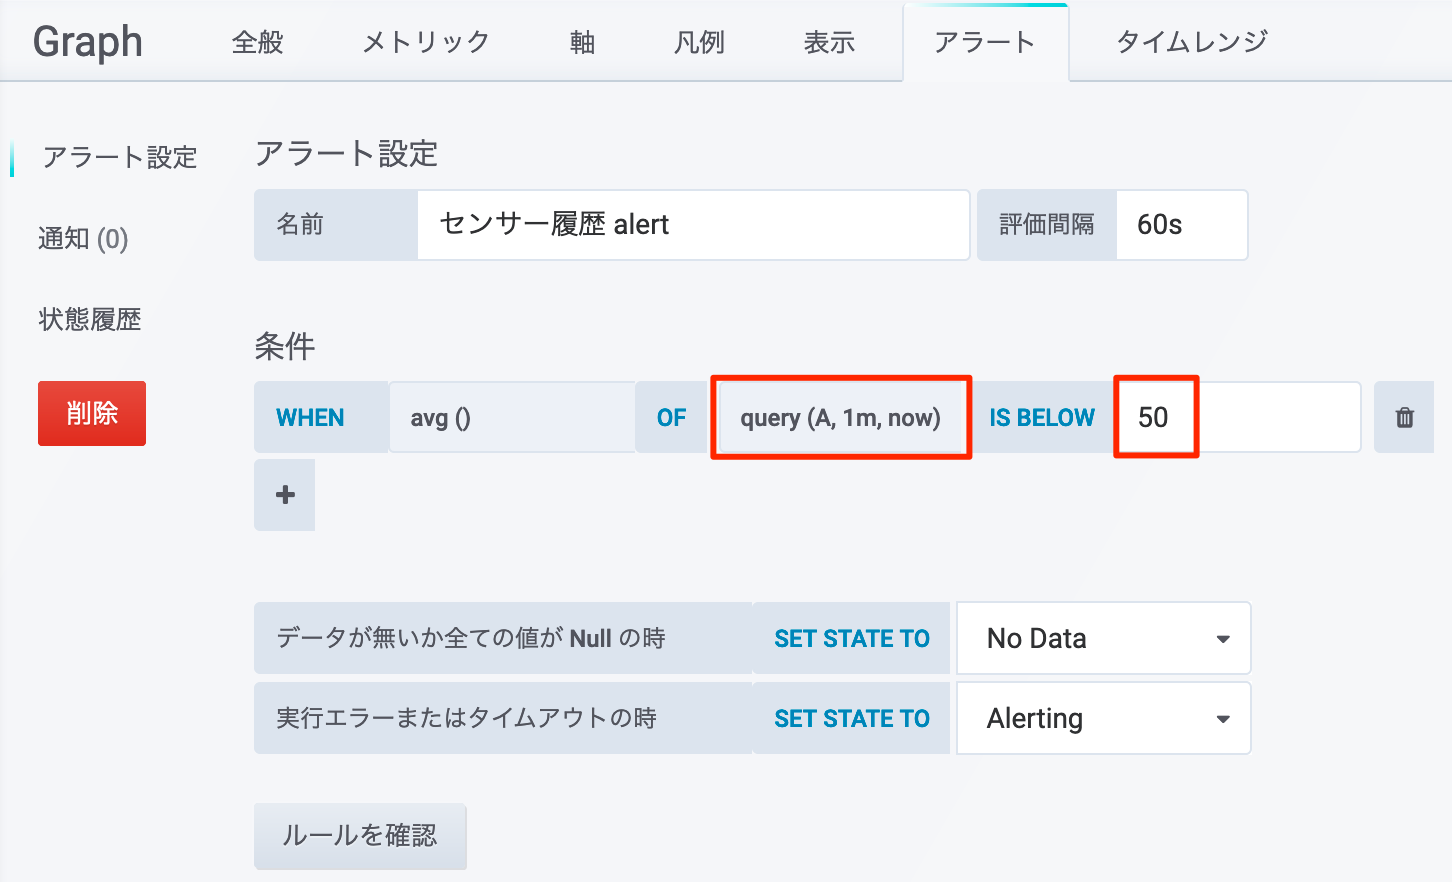 Graph 全般 メトリック 軸 凡例 表示 アラート タイムレンジ
アラート設定
通知 (0)
状態履歴
削除
アラート設定
名前 センサー履歴 alert 評価間隔 60s
条件
WHEN avg () OF query (A, 1m, now) IS BELOW 50
+
データが無いか全ての値が Null の時 SET STATE TO No Data
実行エラーまたはタイムアウトの時 SET STATE TO Alerting
ルールを確認